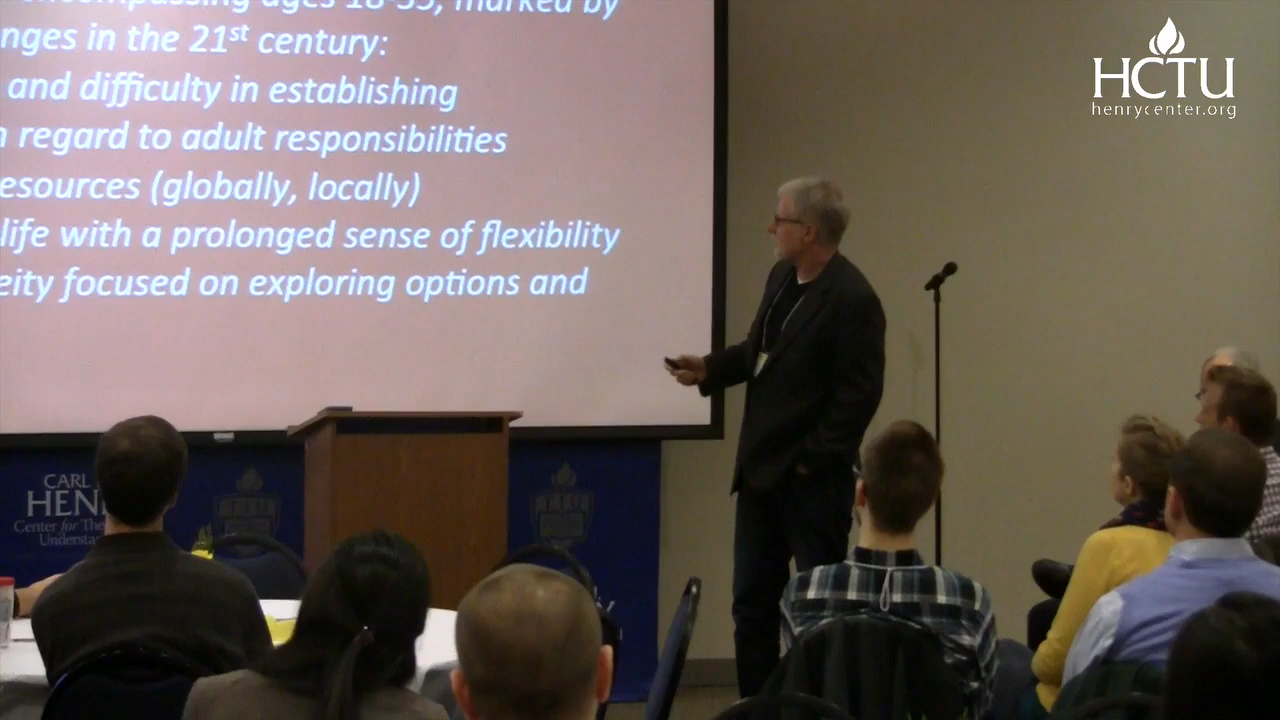 encompassing ages 18-35, marked by
nges in the 21st century:
and difficulty in establishing
regard to adult responsibilities
esources (globally, locally)
life with a prolonged sense of flexibility
eity focused on exploring options and
HCTU
henrycenter.org
CARL
HEN
Center for The
Understa